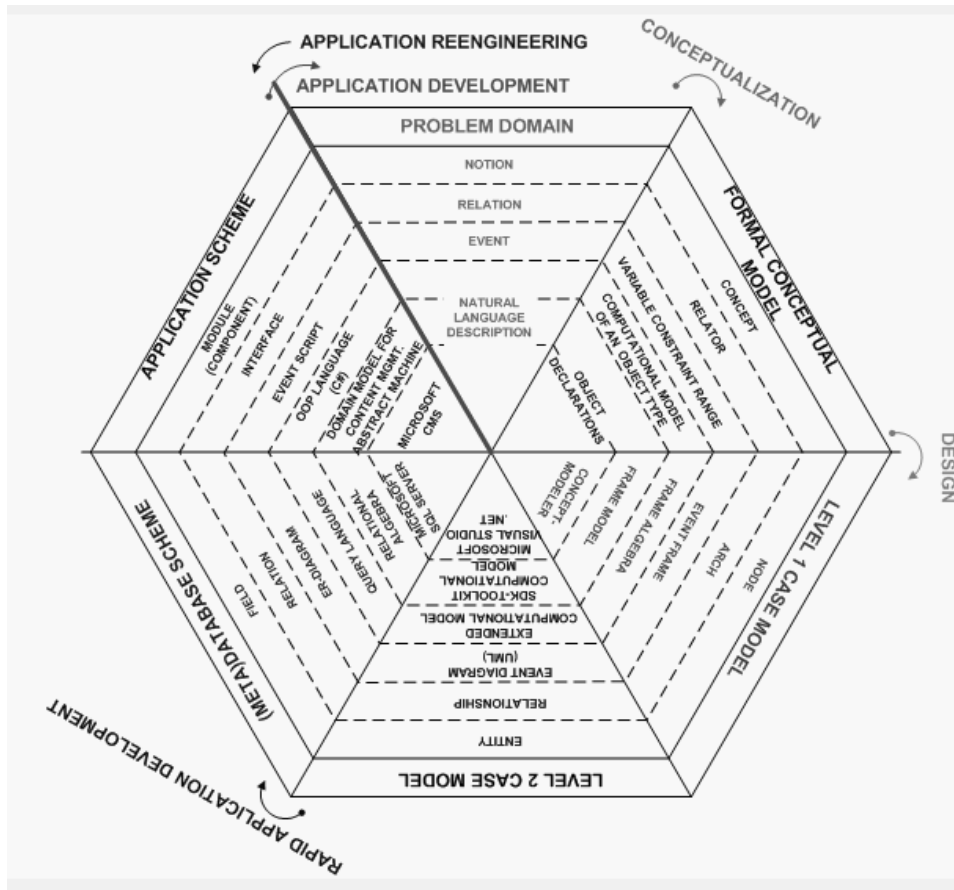 APPLICATION REENGINEERING
APPLICATION DEVELOPMENT
CONCEPTUALIZATION
PROBLEM DOMAIN
NOTION
RELATION
EVENT
NATURAL
LANGUAGE
DESCRIPTION
FORMAL CONCEPTUAL
MODEL
CONCEPT
RELATOR
VARIABLE CONSTRAINT RANGE
COMPUTATIONAL MODEL
OF AN OBJECT TYPE
OBJECT
DECLARATIONS
DESIGN
LEVEL 1 CASE MODEL
NODE
ARCH
EVENT FRAME
FRAME ALGEBRA
FRAME MODEL
CONCEPT-
MODELER
LEVEL 2 CASE MODEL
ENTITY
RELATIONSHIP
EVENT DIAGRAM
(UML)
EXTENDED
COMPUTATIONAL MODEL
SDK-TOOLKIT
COMPUTATIONAL
MODEL
MICROSOFT
VISUAL STUDIO
.NET
RAPID APPLICATION DEVELOPMENT
(META)DATABASE SCHEME
FIELD
RELATION
ER-DIAGRAM
QUERY LANGUAGE
RELATIONAL
ALGEBRA
MICROSOFT
SQL SERVER
APPLICATION SCHEME
MODULE
(COMPONENT)
INTERFACE
EVENT SCRIPT
OOP LANGUAGE
(C#)
DOMAIN MODEL FOR
CONTENT MGMT.
ABSTRACT MACHINE
MICROSOFT
CMS